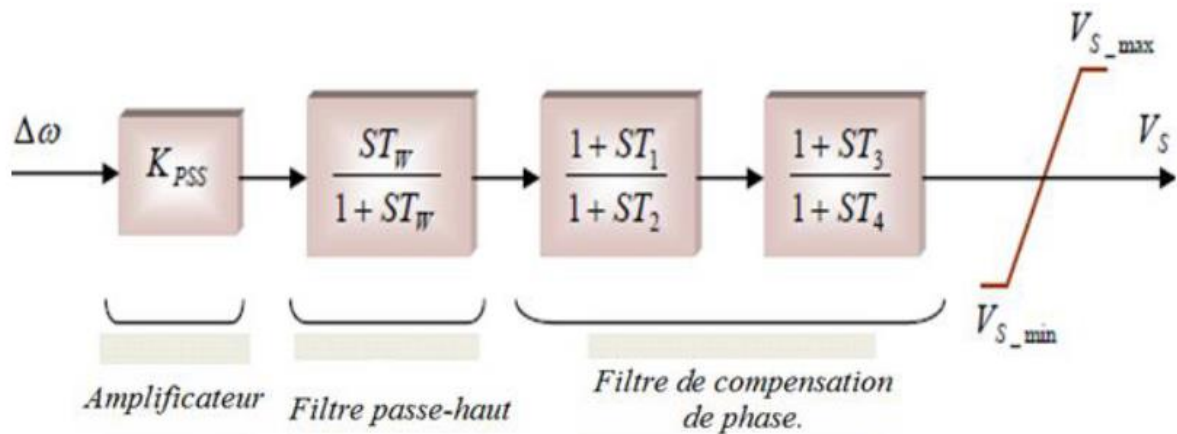 Δω
K_PSS
ST_W
1 + ST_W
1 + ST_1
1 + ST_2
1 + ST_3
1 + ST_4
V_S_max
V_S
V_S_min
Amplificateur
Filtre passe-haut
Filtre de compensation
de phase.